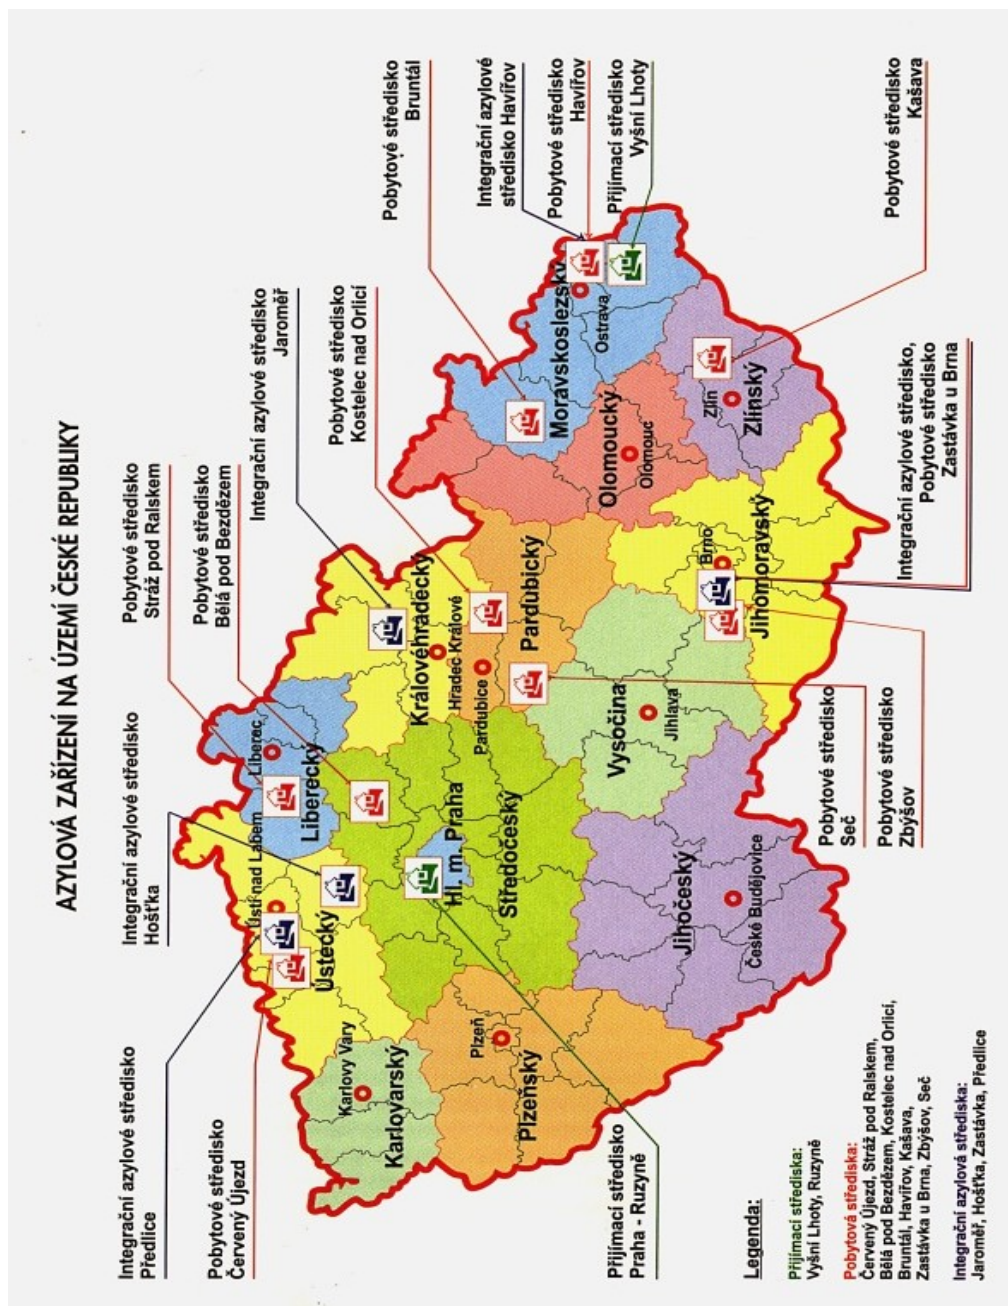 AZYLOVÁ ZAŘÍZENÍ NA ÚZEMÍ ČESKÉ REPUBLIKY
Integrační azylové středisko
Předlice
Pobytové středisko
Červený Újezd
Integrační azylové středisko
Hošťka
Pobytové středisko
Stráž pod Ralskem
Pobytové středisko
Bělá pod Bezdězem
Integrační azylové středisko
Jaroměř
Pobytové středisko
Kostelec nad Orlicí
Pobytové středisko
Bruntál
Integrační azylové
středisko Havířov
Pobytové středisko
Havířov
Přijímací středisko
Vyšní Lhoty
Pobytové středisko
Kašava
Karlovy Vary
Karlovarský
Ústí nad Labem
Ústecký
Liberec
Liberecký
Hl. m. Praha
Středočeský
Plzeň
Plzeňský
Královéhrádecký
Hradec Králové
Pardubice
Pardubický
Moravskoslezský
Ostrava
Olomoucký
Olomouc
Zlín
Zlínský
Vysočina
Jihlava
Brno
Jihomoravský
Jihočeský
České Budějovice
Přijímací středisko
Praha - Ruzyně
Pobytové středisko
Seč
Pobytové středisko
Zbýšov
Integrační azylové středisko,
Pobytové středisko
Zastávka u Brna
Legenda:
Přijímací střediska:
Vyšní Lhoty, Ruzyně
Pobytová střediska:
Červený Újezd, Stráž pod Ralskem,
Bělá pod Bezdězem, Kostelec nad Orlicí,
Bruntál, Havířov, Kašava,
Zastávka u Brna, Zbýšov, Seč
Integrační azylová střediska:
Jaroměř, Hošťka, Zastávka, Předlice